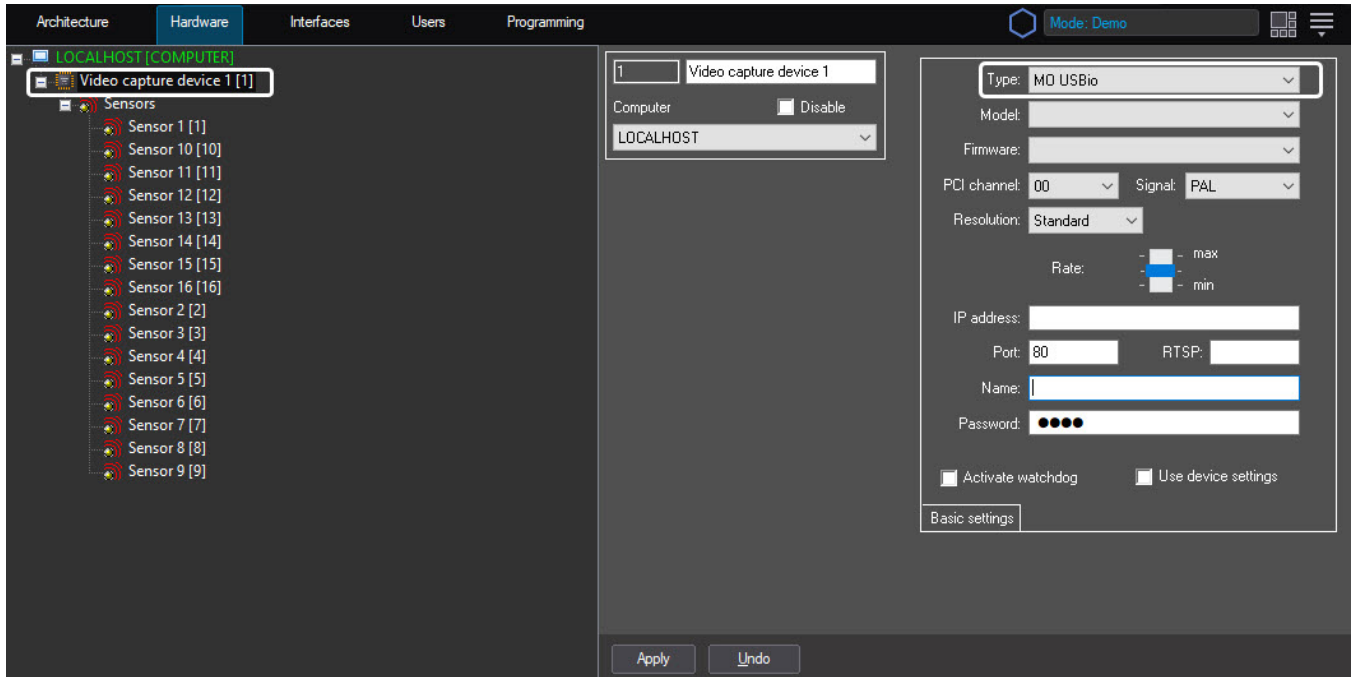 Architecture Hardware Interfaces Users Programming Mode: Demo
LOCALHOST [COMPUTER]
Video capture device 1 [1]
Sensors
Sensor 1 [1]
Sensor 10 [10]
Sensor 11 [11]
Sensor 12 [12]
Sensor 13 [13]
Sensor 14 [14]
Sensor 15 [15]
Sensor 16 [16]
Sensor 2 [2]
Sensor 3 [3]
Sensor 4 [4]
Sensor 5 [5]
Sensor 6 [6]
Sensor 7 [7]
Sensor 8 [8]
Sensor 9 [9]
1 Video capture device 1
Computer Disable
LOCALHOST
Type: MO USBio
Model:
Firmware:
PCI channel: 00 Signal: PAL
Resolution: Standard
Rate: max
min
IP address:
Port: 80 RTSP:
Name:
Password: ●●●●
Activate watchdog Use device settings
Basic settings
Apply Undo